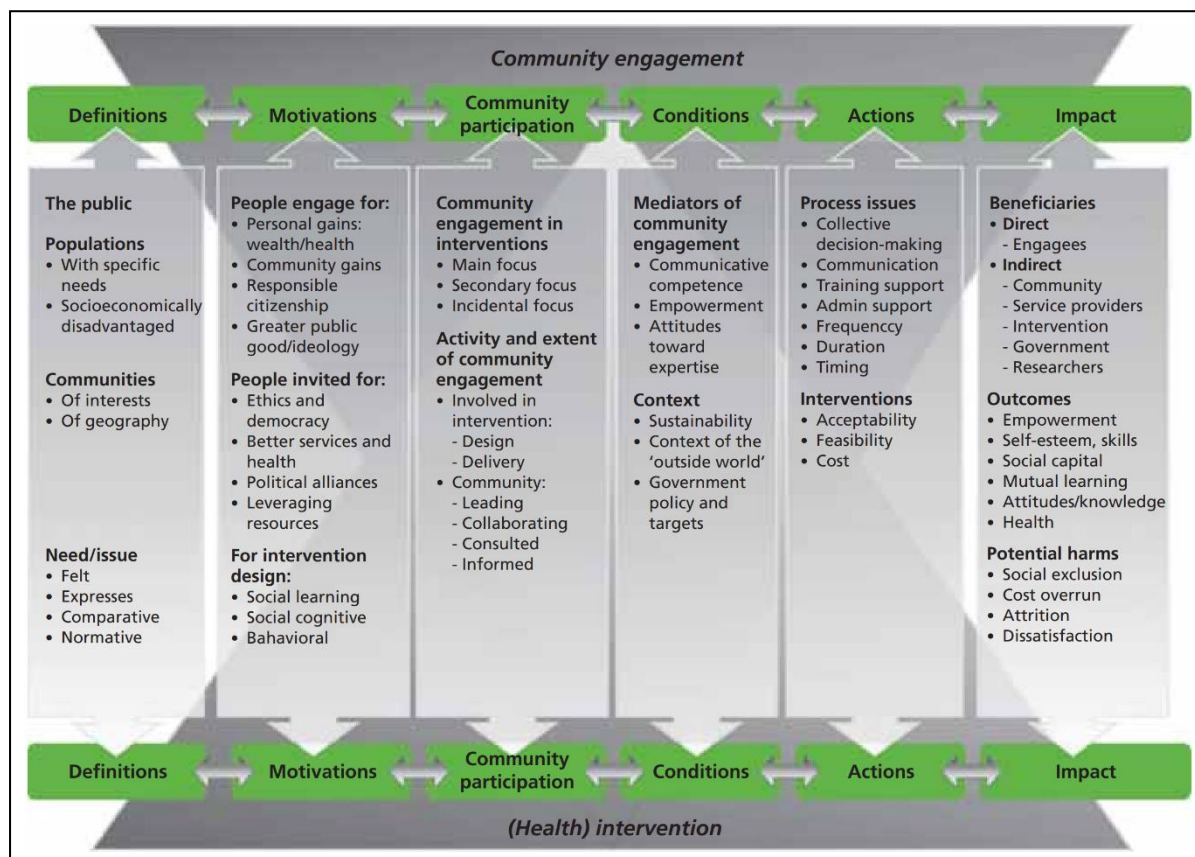 Community engagement
Definitions
Motivations
Community
participation
Conditions
Actions
Impact
The public
Populations
• With specific
needs
• Socioeconomically
disadvantaged
Communities
• Of interests
• Of geography
Need/issue
• Felt
• Expresses
• Comparative
• Normative
People engage for:
• Personal gains:
wealth/health
• Community gains
• Responsible
citizenship
• Greater public
good/ideology
People invited for:
• Ethics and
democracy
• Better services and
health
• Political alliances
• Leveraging
resources
For intervention
design:
• Social learning
• Social cognitive
• Bahavioral
Community
engagement in
interventions
• Main focus
• Secondary focus
• Incidental focus
Activity and extent
of community
engagement
• Involved in
intervention:
- Design
- Delivery
• Community:
- Leading
- Collaborating
- Consulted
- Informed
Mediators of
community
engagement
• Communicative
competence
• Empowerment
• Attitudes
toward
expertise
Context
• Sustainability
• Context of the
‘outside world’
• Government
policy and
targets
Process issues
• Collective
decision-making
• Communication
• Training support
• Admin support
• Frequenccy
• Duration
• Timing
Interventions
• Acceptability
• Feasibility
• Cost
Beneficiaries
• Direct
- Engagees
• Indirect
- Community
- Service providers
- Intervention
- Government
- Researchers
Outcomes
• Empowerment
• Self-esteem, skills
• Social capital
• Mutual learning
• Attitudes/knowledge
• Health
Potential harms
• Social exclusion
• Cost overrun
• Attrition
• Dissatisfaction
Definitions
Motivations
Community
participation
Conditions
Actions
Impact
(Health) intervention